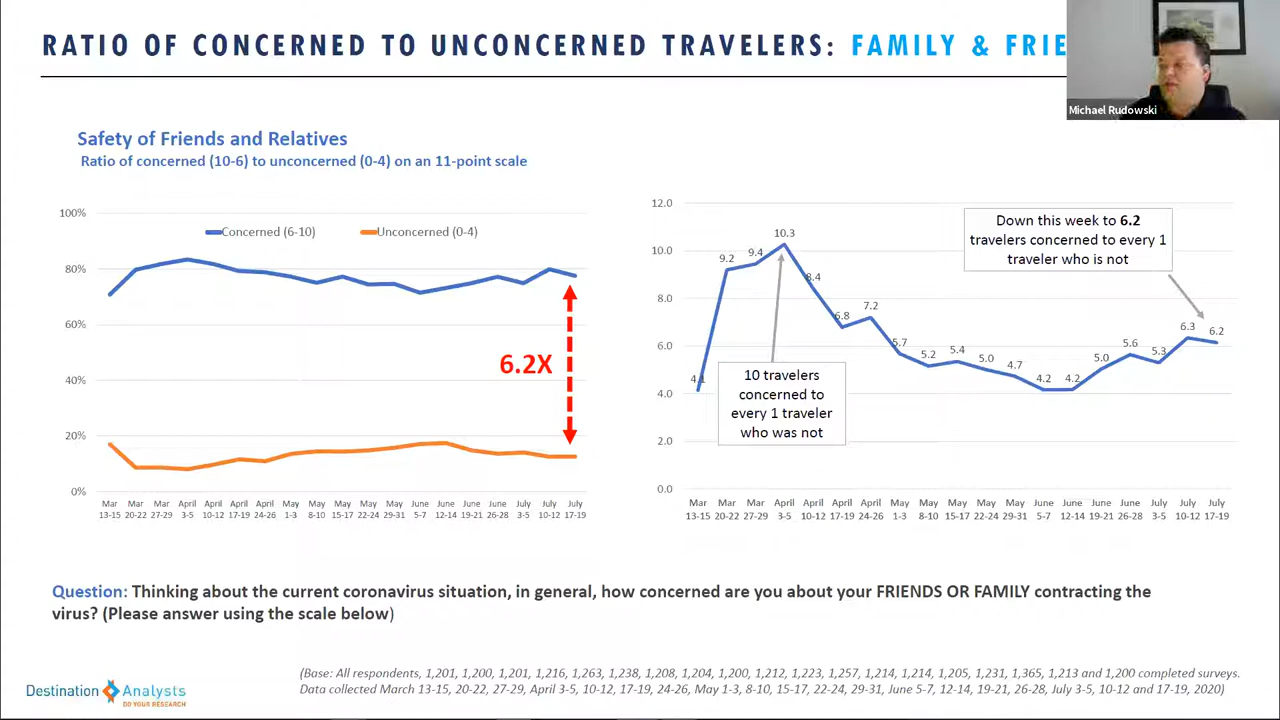 RATIO OF CONCERNED TO UNCONCERNED TRAVELERS: FAMILY & FRIE
Michael Rudowski
Safety of Friends and Relatives
Ratio of concerned (10-6) to unconcerned (0-4) on an 11-point scale
100%
80%
60%
40%
20%
0%
Concerned (6-10)
Unconcerned (0-4)
6.2X
Mar 13-15
Mar 20-22
Mar 27-29
April 3-5
April 10-12
April 17-19
April 24-26
May 1-3
May 8-10
May 15-17
May 22-24
May 29-31
June 5-7
June 12-14
June 19-21
June 26-28
July 3-5
July 10-12
July 17-19
12.0
10.0
8.0
6.0
4.0
2.0
0.0
4.1
9.2
9.4
10.3
8.4
6.8
7.2
5.7
5.2
5.4
5.0
4.7
4.2
4.2
5.0
5.6
5.3
6.3
6.2
Down this week to 6.2
travelers concerned to every 1
traveler who is not
10 travelers
concerned to
every 1 traveler
who was not
Mar 13-15
Mar 20-22
Mar 27-29
April 3-5
April 10-12
April 17-19
April 24-26
May 1-3
May 8-10
May 15-17
May 22-24
May 29-31
June 5-7
June 12-14
June 19-21
June 26-28
July 3-5
July 10-12
July 17-19
Question: Thinking about the current coronavirus situation, in general, how concerned are you about your FRIENDS OR FAMILY contracting the
virus? (Please answer using the scale below)
Destination Analysts
DO YOUR RESEARCH
(Base: All respondents, 1,201, 1,200, 1,201, 1,216, 1,263, 1,238, 1,208, 1,204, 1,200, 1,212, 1,223, 1,257, 1,214, 1,214, 1,205, 1,231, 1,365, 1,213 and 1,200 completed surveys.
Data collected March 13-15, 20-22, 27-29, April 3-5, 10-12, 17-19, 24-26, May 1-3, 8-10, 15-17, 22-24, 29-31, June 5-7, 12-14, 19-21, 26-28, July 3-5, 10-12 and 17-19, 2020)